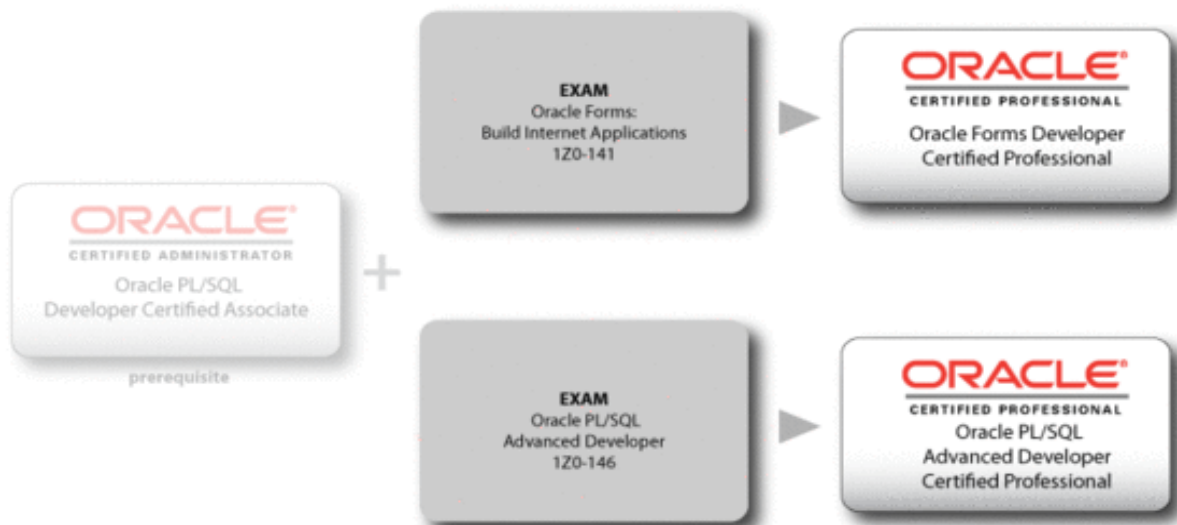 ORACLE®
CERTIFIED ADMINISTRATOR
Oracle PL/SQL
Developer Certified Associate
prerequisite
+
EXAM
Oracle Forms:
Build Internet Applications
1Z0-141
ORACLE®
CERTIFIED PROFESSIONAL
Oracle Forms Developer
Certified Professional
EXAM
Oracle PL/SQL
Advanced Developer
1Z0-146
ORACLE®
CERTIFIED PROFESSIONAL
Oracle PL/SQL
Advanced Developer
Certified Professional